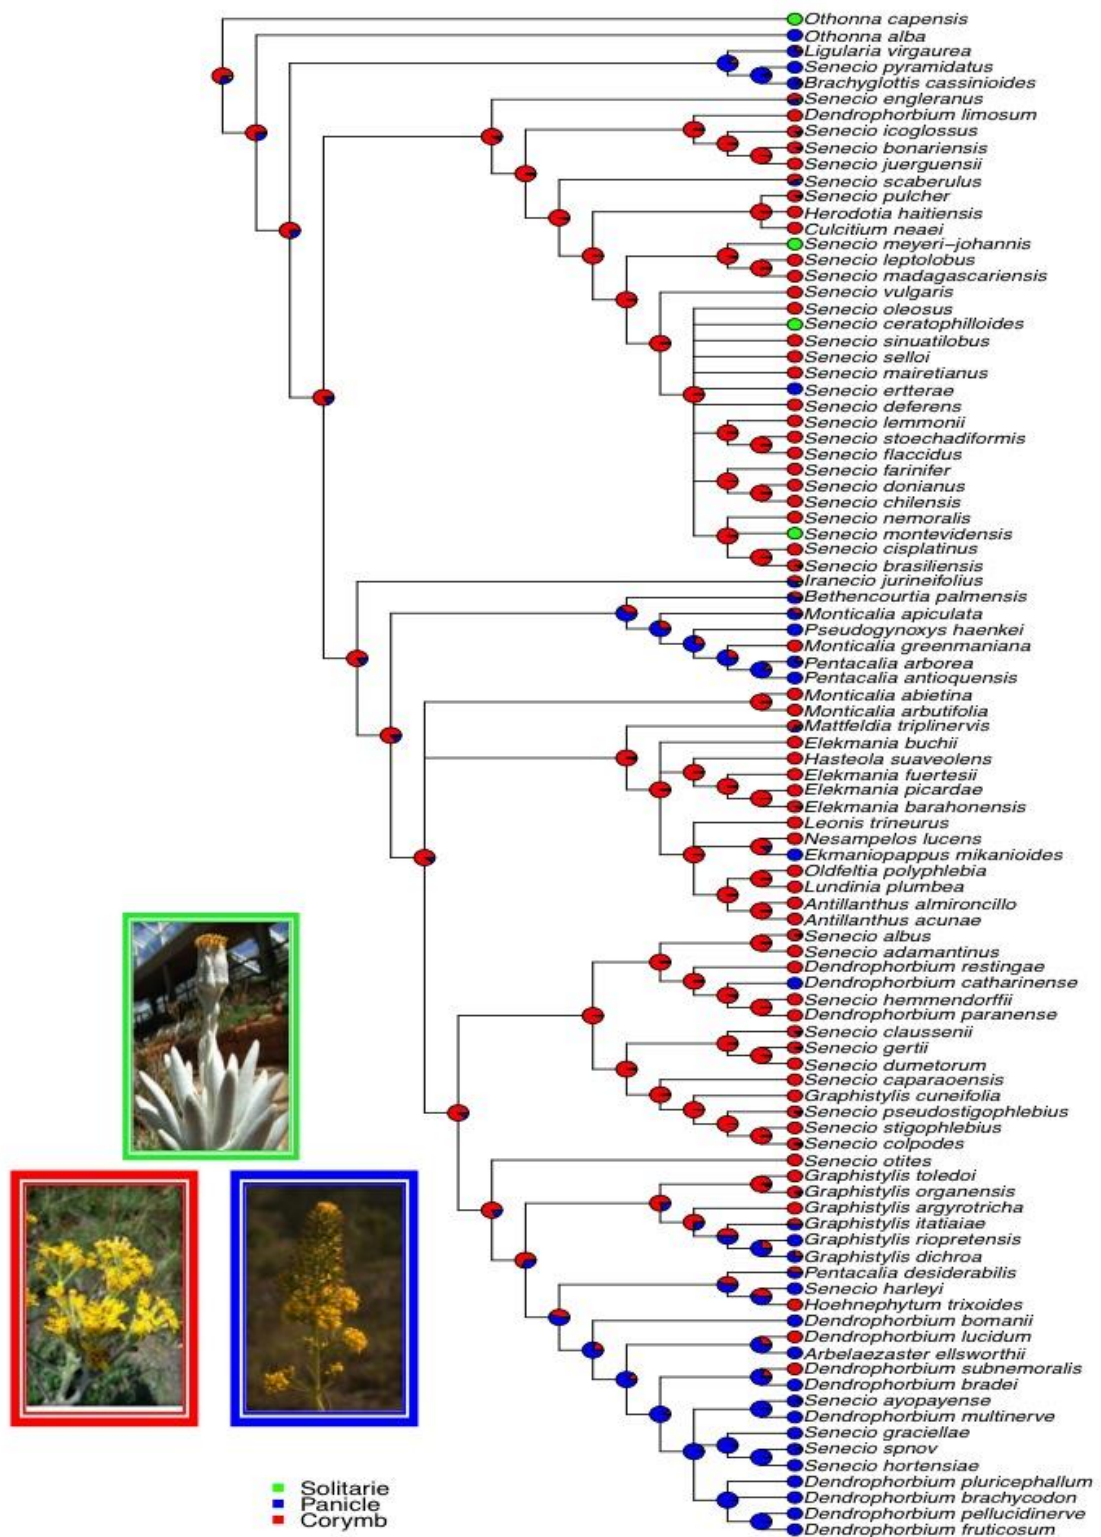 Othonna capensis
Othonna alba
Ligularia virgaurea
Senecio pyramidatus
Brachyglottis cassinioides
Senecio engleranus
Dendrophorbium limosum
Senecio icoglossus
Senecio bonariensis
Senecio juerguensii
Senecio scaberulus
Senecio pulcher
Herodotia haitiensis
Culcitium neaei
Senecio meyeri−johannis
Senecio leptolobus
Senecio madagascariensis
Senecio vulgaris
Senecio oleosus
Senecio ceratophilloides
Senecio sinuatilobus
Senecio selloi
Senecio mairetianus
Senecio ertterae
Senecio deferens
Senecio lemmonii
Senecio stoechadiformis
Senecio flaccidus
Senecio farinifer
Senecio donianus
Senecio chilensis
Senecio nemoralis
Senecio montevidensis
Senecio cisplatinus
Senecio brasiliensis
Iranecio jurineifolius
Bethencourtia palmensis
Monticalia apiculata
Pseudogynoxys haenkei
Monticalia greenmaniana
Pentacalia arborea
Pentacalia antioquensis
Monticalia abietina
Monticalia arbutifolia
Mattfeldia triplinervis
Elekmania buchii
Hasteola suaveolens
Elekmania fuertesii
Elekmania picardae
Elekmania barahonensis
Leonis trineurus
Nesampelos lucens
Ekmaniopappus mikanioides
Oldfeltia polyphlebia
Lundinia plumbea
Antillanthus almironcillo
Antillanthus acunae
Senecio albus
Senecio adamantinus
Dendrophorbium restingae
Dendrophorbium catharinense
Senecio hemmendorffii
Dendrophorbium paranense
Senecio claussenii
Senecio gertii
Senecio dumetorum
Senecio caparaoensis
Graphistylis cuneifolia
Senecio pseudostigophlebius
Senecio stigophlebius
Senecio colpodes
Senecio otites
Graphistylis toledoi
Graphistylis organensis
Graphistylis argyrotricha
Graphistylis itatiaiae
Graphistylis riopretensis
Graphistylis dichroa
Pentacalia desiderabilis
Senecio harleyi
Hoehnephytum trixoides
Dendrophorbium bomanii
Dendrophorbium lucidum
Arbelaezaster ellsworthii
Dendrophorbium subnemoralis
Dendrophorbium bradei
Senecio ayopayense
Dendrophorbium multinerve
Senecio graciellae
Senecio spnov
Senecio hortensiae
Dendrophorbium pluricephallum
Dendrophorbium brachycodon
Dendrophorbium pellucidinerve
Dendrophorbium fruticosum
Solitarie
Panicle
Corymb